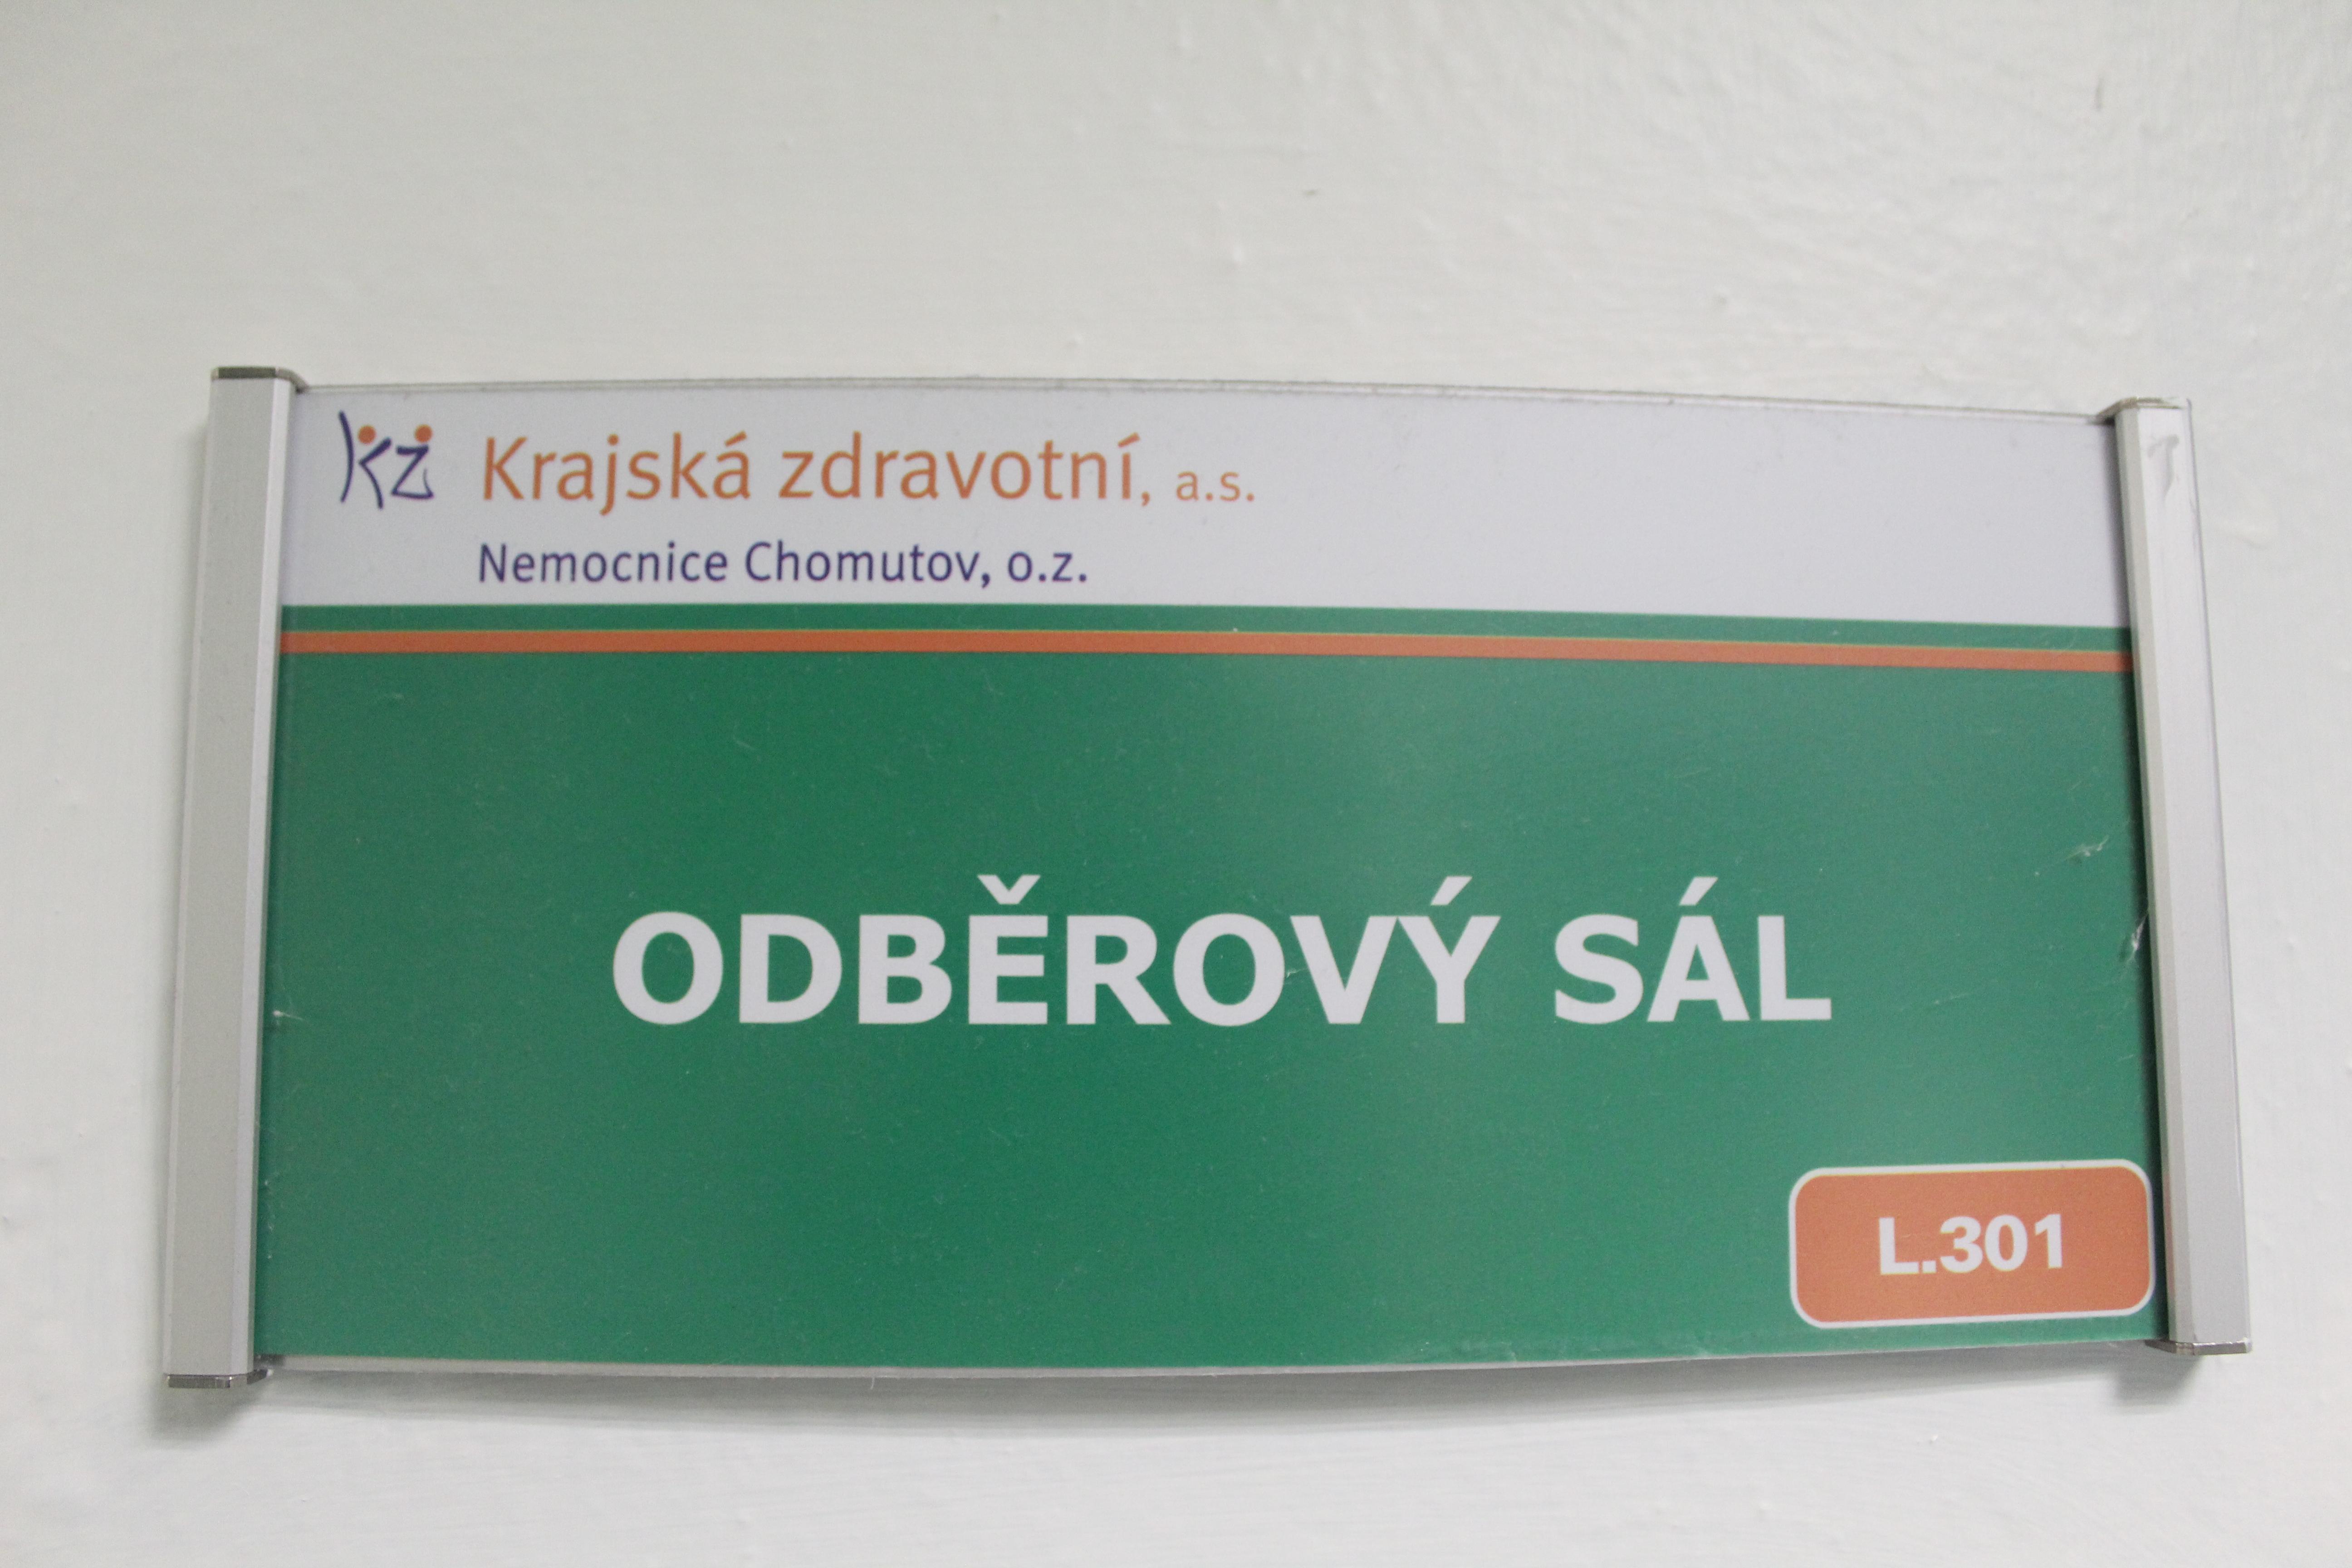 kz Krajská zdravotní, a.s.
Nemocnice Chomutov, o.z.
ODBĚROVÝ SÁL
L.301